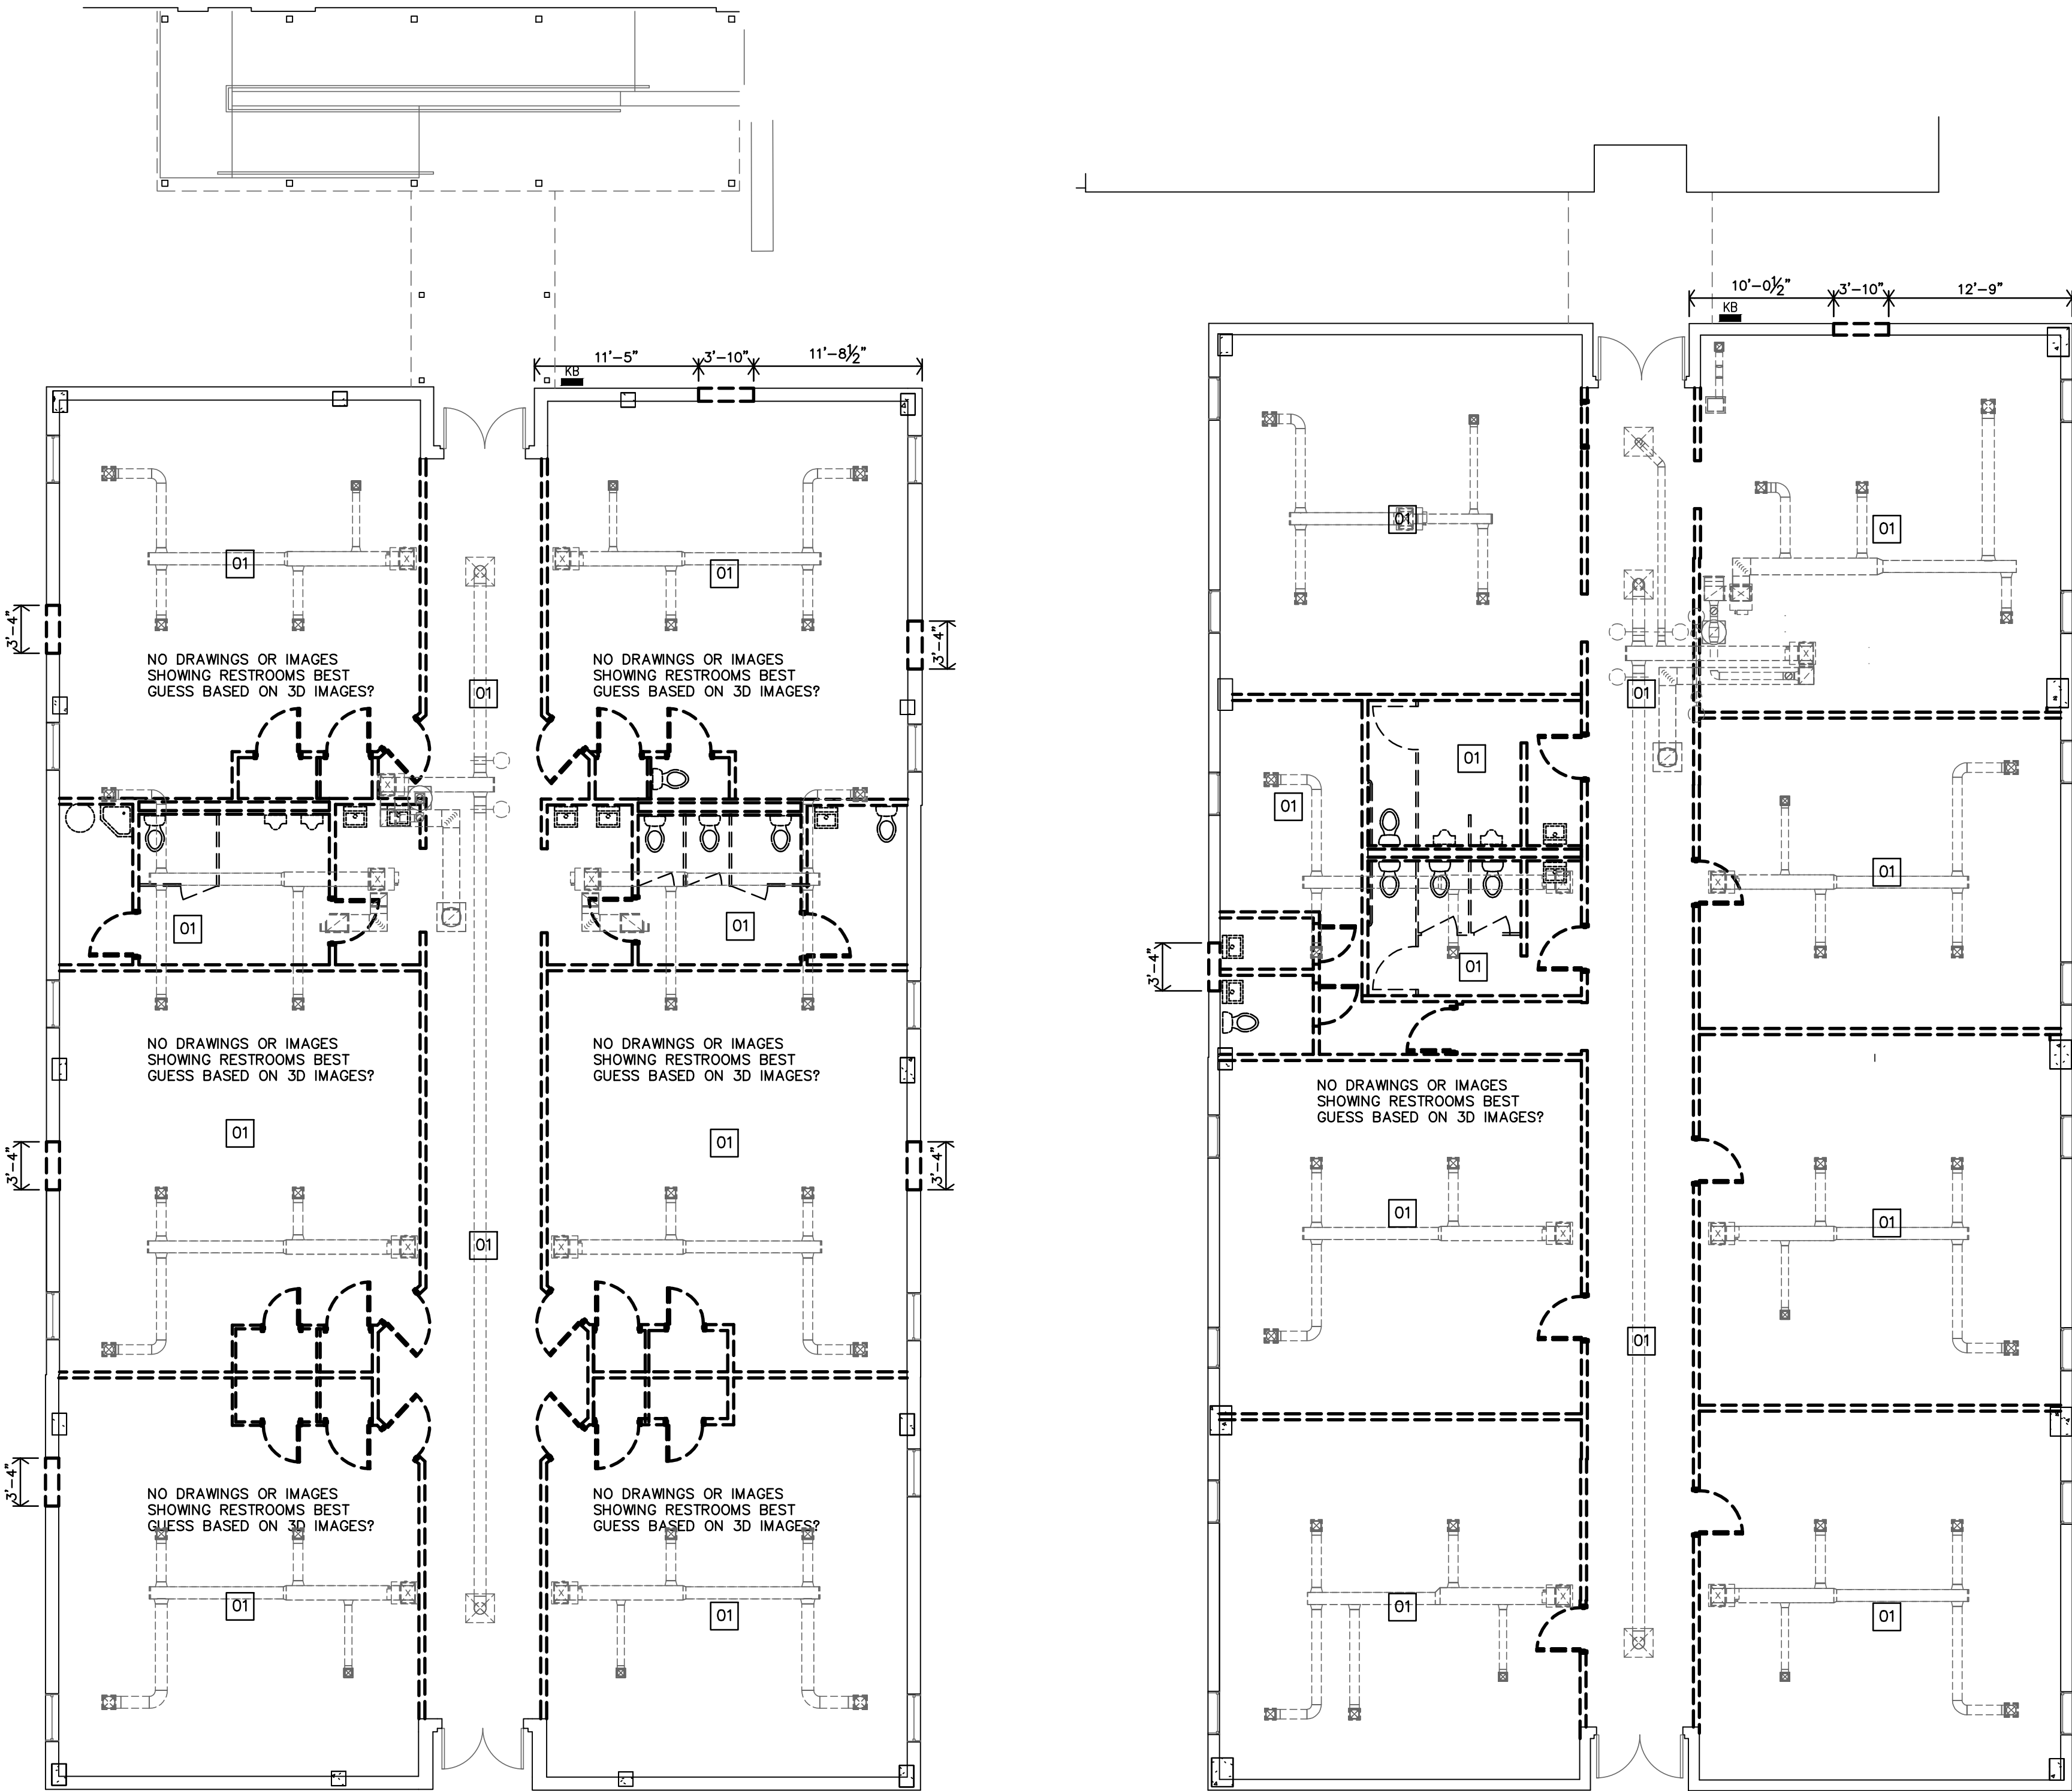 10'-0½" 3'-10" 12'-9"
KB
11'-5" 3'-10" 11'-8½"
KB
01
01
01
01
01
3'-4"
3'-4"
NO DRAWINGS OR IMAGES
SHOWING RESTROOMS BEST
GUESS BASED ON 3D IMAGES?
NO DRAWINGS OR IMAGES
SHOWING RESTROOMS BEST
GUESS BASED ON 3D IMAGES?
01
01
01
01
01
01
01
01
3'-4"
01
NO DRAWINGS OR IMAGES
SHOWING RESTROOMS BEST
GUESS BASED ON 3D IMAGES?
NO DRAWINGS OR IMAGES
SHOWING RESTROOMS BEST
GUESS BASED ON 3D IMAGES?
NO DRAWINGS OR IMAGES
SHOWING RESTROOMS BEST
GUESS BASED ON 3D IMAGES?
01
01
3'-4"
3'-4"
01
01
01
01
3'-4"
NO DRAWINGS OR IMAGES
SHOWING RESTROOMS BEST
GUESS BASED ON 3D IMAGES?
NO DRAWINGS OR IMAGES
SHOWING RESTROOMS BEST
GUESS BASED ON 3D IMAGES?
01
01
01
01